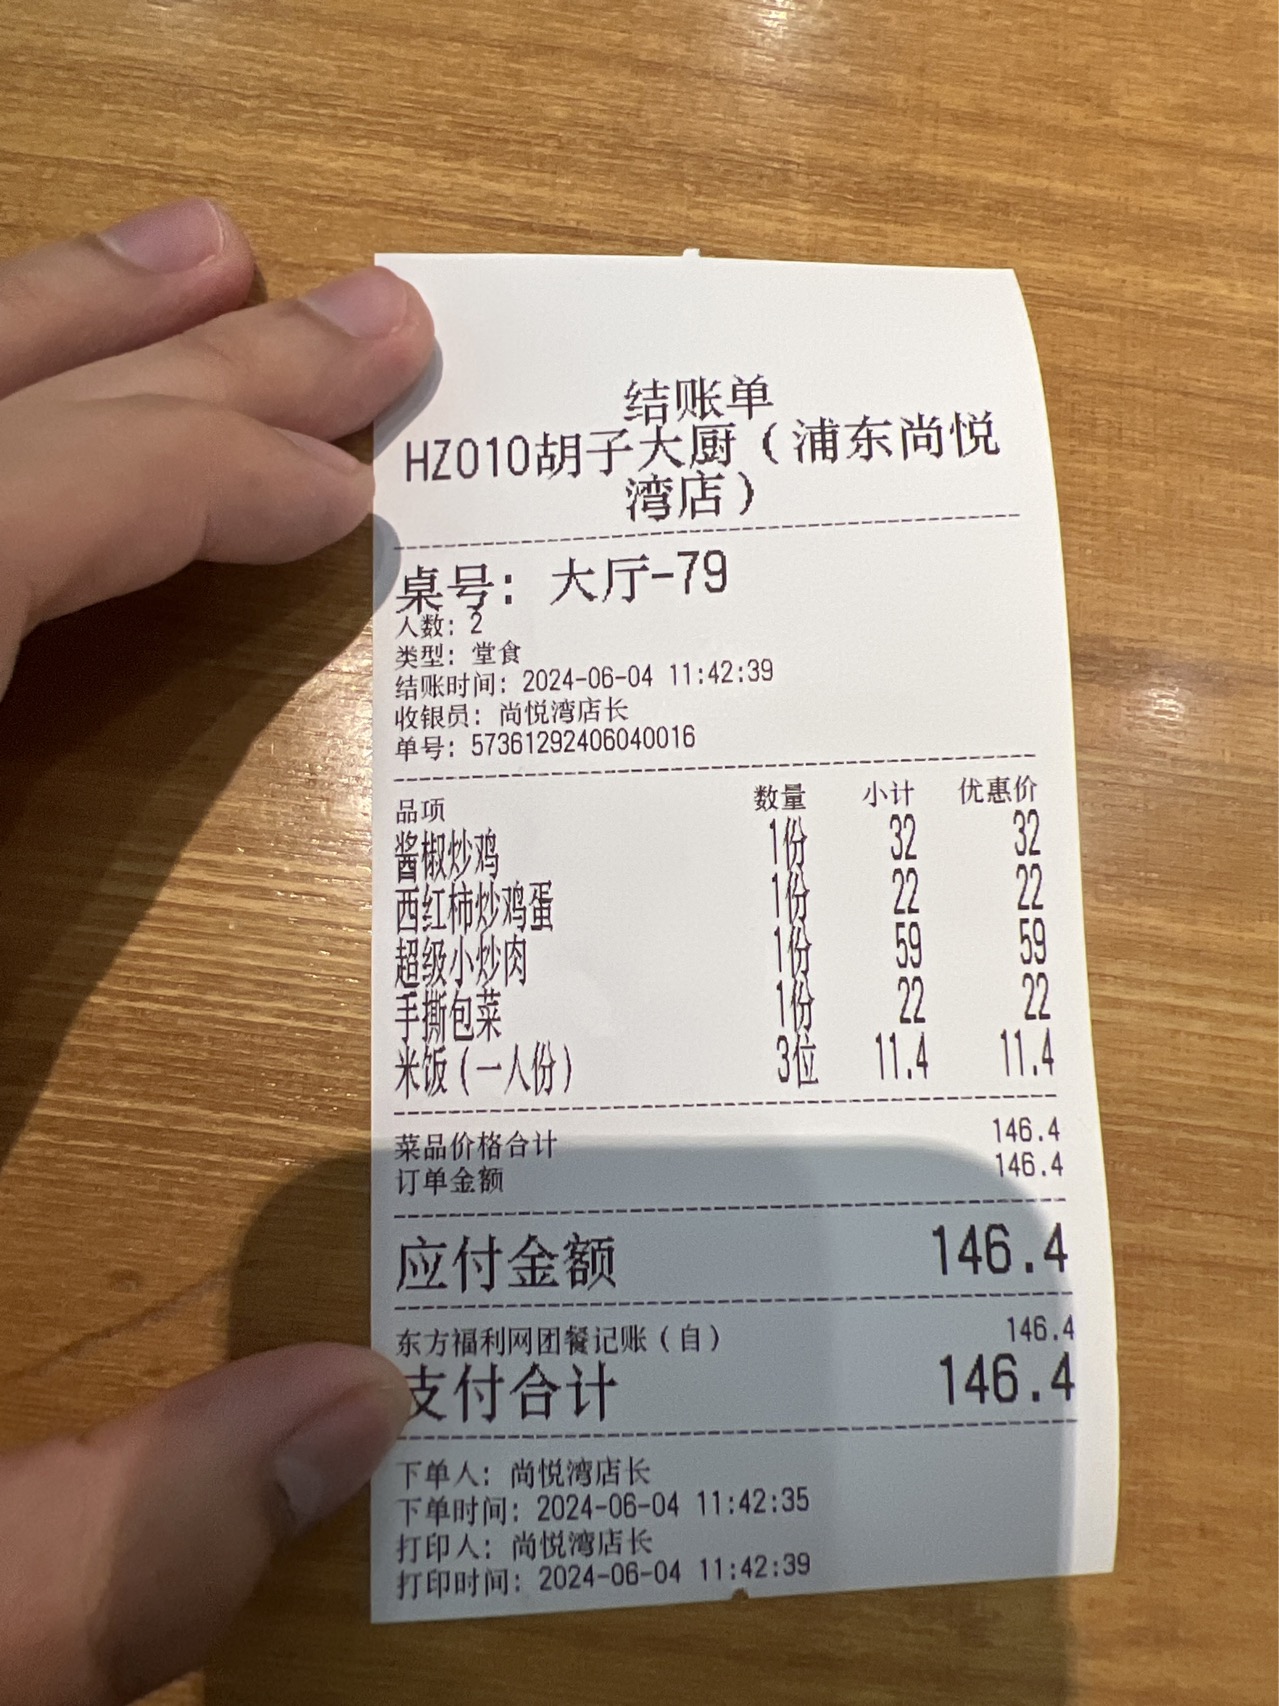 结账单
HZ010胡子大厨（浦东尚悦
湾店）
桌号：大厅-79
人数：2
类型：堂食
结账时间：2024-06-04 11:42:39
收银员：尚悦湾店长
单号：57361292406040016
品项 数量 小计 优惠价
酱椒炒鸡 1份 32 32
西红柿炒鸡蛋 1份 22 22
超级小炒肉 1份 59 59
手撕包菜 1份 22 22
米饭（一人份） 3位 11.4 11.4
菜品价格合计 146.4
订单金额 146.4
应付金额 146.4
东方福利网团餐记账（自） 146.4
支付合计 146.4
下单人：尚悦湾店长
下单时间：2024-06-04 11:42:35
打印人：尚悦湾店长
打印时间：2024-06-04 11:42:39